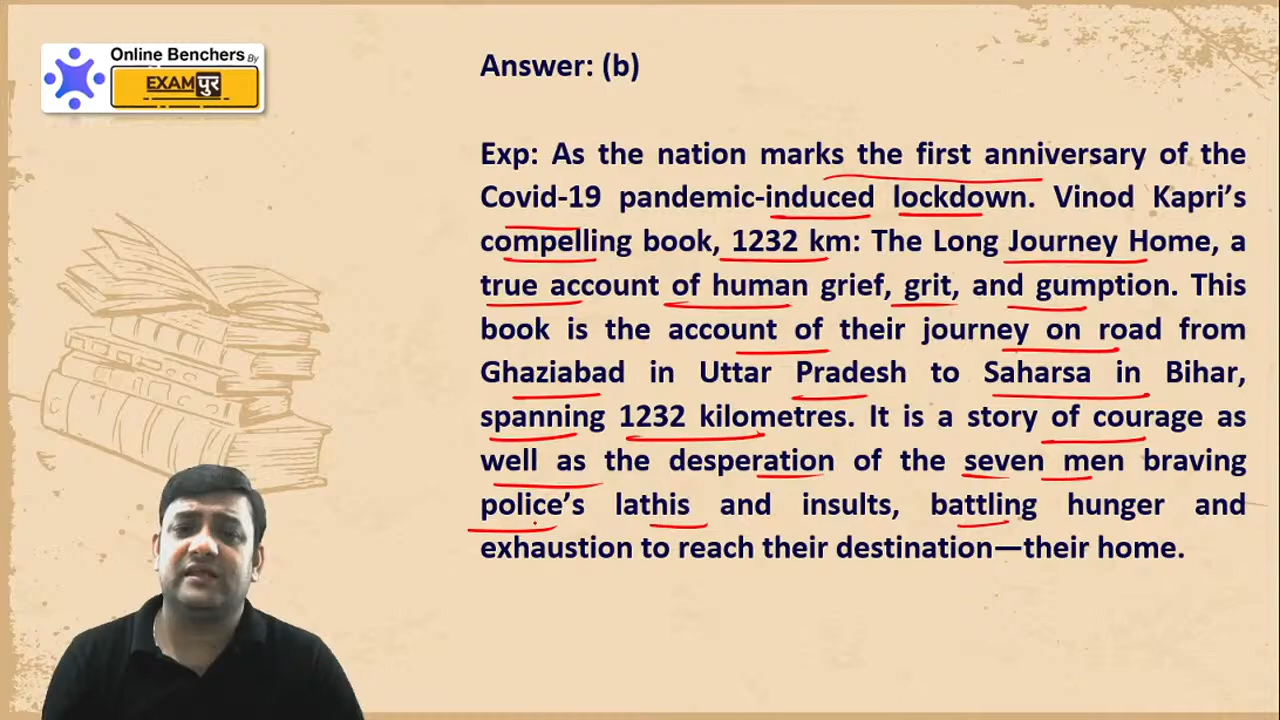 Online Benchers By
EXAMपुर
Answer: (b)
Exp: As the nation marks the first anniversary of the
Covid-19 pandemic-induced lockdown. Vinod Kapri's
compelling book, 1232 km: The Long Journey Home, a
true account of human grief, grit, and gumption. This
book is the account of their journey on road from
Ghaziabad in Uttar Pradesh to Saharsa in Bihar,
spanning 1232 kilometres. It is a story of courage as
well as the desperation of the seven men braving
police's lathis and insults, battling hunger and
exhaustion to reach their destination—their home.